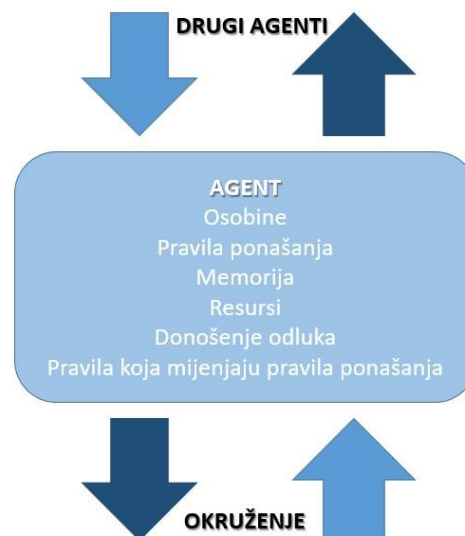 DRUGI AGENTI
AGENT
Osobine
Pravila ponašanja
Memorija
Resursi
Donošenje odluka
Pravila koja mijenjaju pravila ponašanja
OKRUŽENJE